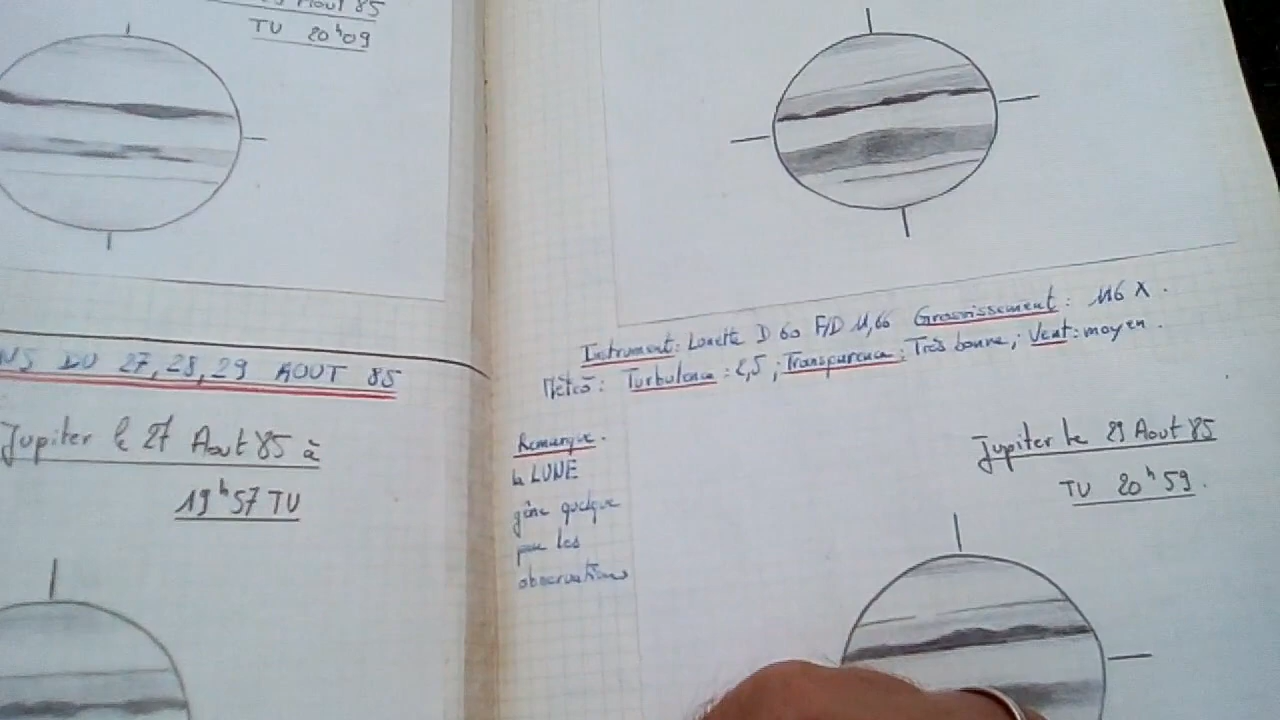 Août 85
TU 20h09
NS DU 27, 28, 29 AOUT 85
Jupiter le 27 Aout 85 à
19h57 TU
Instrument : Lunette D 60 F/D 11,66 Grossissement : 116 X.
Météo : Turbulence : 2,5 ; Transparence : Très bonne ; Vent : moyen.
Remarque.
la LUNE
gêne quelque
peu les
observations
Jupiter le 29 Aout 85
TU 20h59.